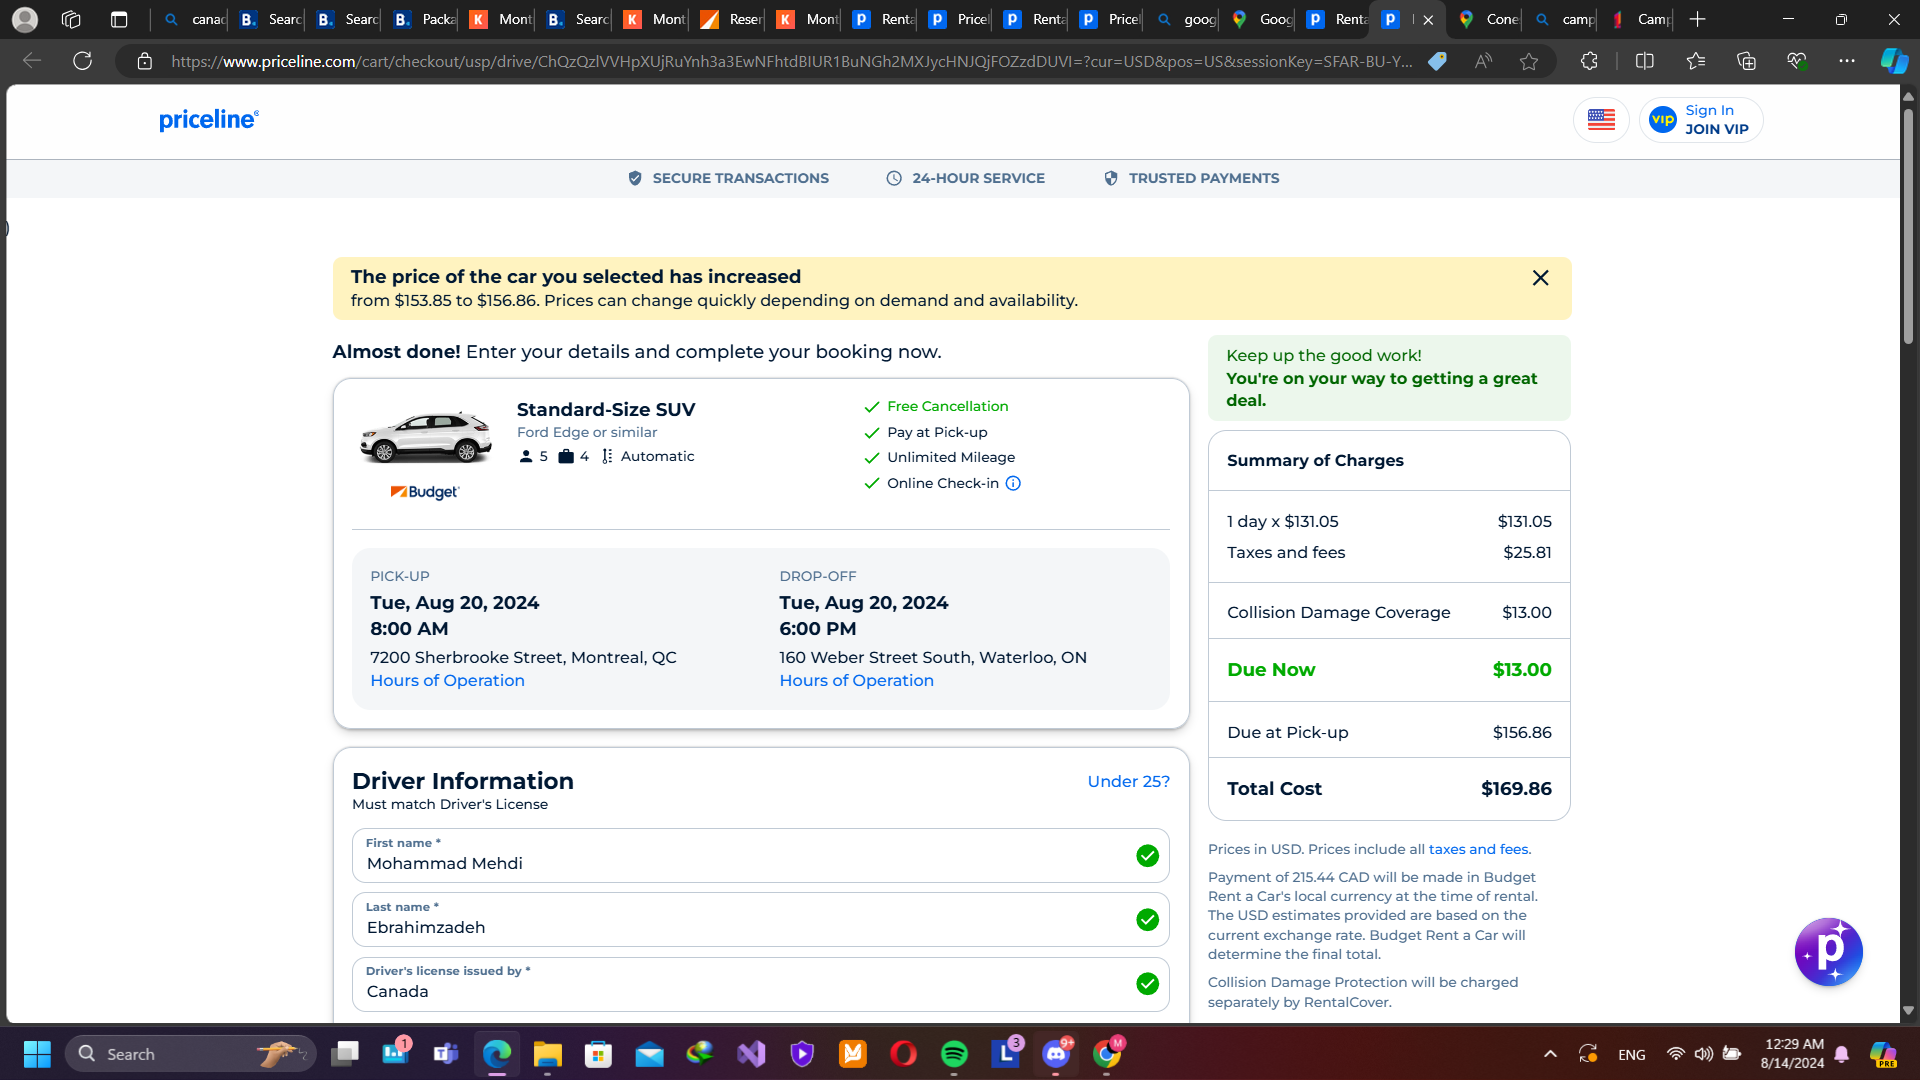 canad
Searc
Searc
Packa
Mont
Searc
Mont
Reser
Mont
Renta
Pricel
Renta
Pricel
goog
Goog
Renta
Cones
camp
Camp
https://www.priceline.com/cart/checkout/usp/drive/ChQzQzlVVHpXUjRuYnh3a3EwNFhtdBIUR1BuNGh2MXJycHNJQjFOZzdDUVI=?cur=USD&pos=US&sessionKey=SFAR-BU-Y...
priceline
VIP
Sign In
JOIN VIP
SECURE TRANSACTIONS
24-HOUR SERVICE
TRUSTED PAYMENTS
The price of the car you selected has increased
from $153.85 to $156.86. Prices can change quickly depending on demand and availability.
Almost done! Enter your details and complete your booking now.
Standard-Size SUV
Ford Edge or similar
5 4 Automatic
Budget
Free Cancellation
Pay at Pick-up
Unlimited Mileage
Online Check-in
PICK-UP
Tue, Aug 20, 2024
8:00 AM
7200 Sherbrooke Street, Montreal, QC
Hours of Operation
DROP-OFF
Tue, Aug 20, 2024
6:00 PM
160 Weber Street South, Waterloo, ON
Hours of Operation
Driver Information
Under 25?
Must match Driver's License
First name *
Mohammad Mehdi
Last name *
Ebrahimzadeh
Driver's license issued by *
Canada
Keep up the good work!
You're on your way to getting a great
deal.
Summary of Charges
1 day x $131.05 $131.05
Taxes and fees $25.81
Collision Damage Coverage $13.00
Due Now $13.00
Due at Pick-up $156.86
Total Cost $169.86
Prices in USD. Prices include all taxes and fees.
Payment of 215.44 CAD will be made in Budget
Rent a Car's local currency at the time of rental.
The USD estimates provided are based on the
current exchange rate. Budget Rent a Car will
determine the final total.
Collision Damage Protection will be charged
separately by RentalCover.
p
Search
1
3
9+
M
ENG
12:29 AM
8/14/2024
PRE